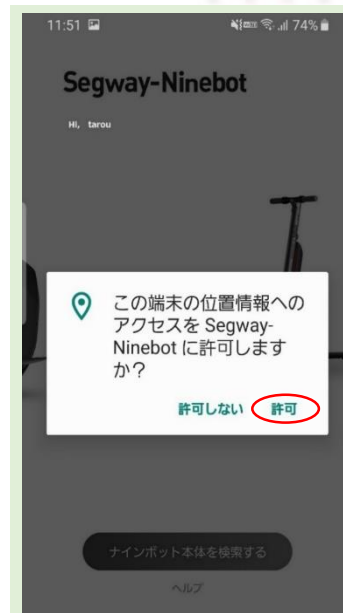 11:51
74%
Segway-Ninebot
Hi, tarou
この端末の位置情報への
アクセスを Segway-
Ninebot に許可します
か？
許可しない 許可
ナインボット本体を検索する
ヘルプ